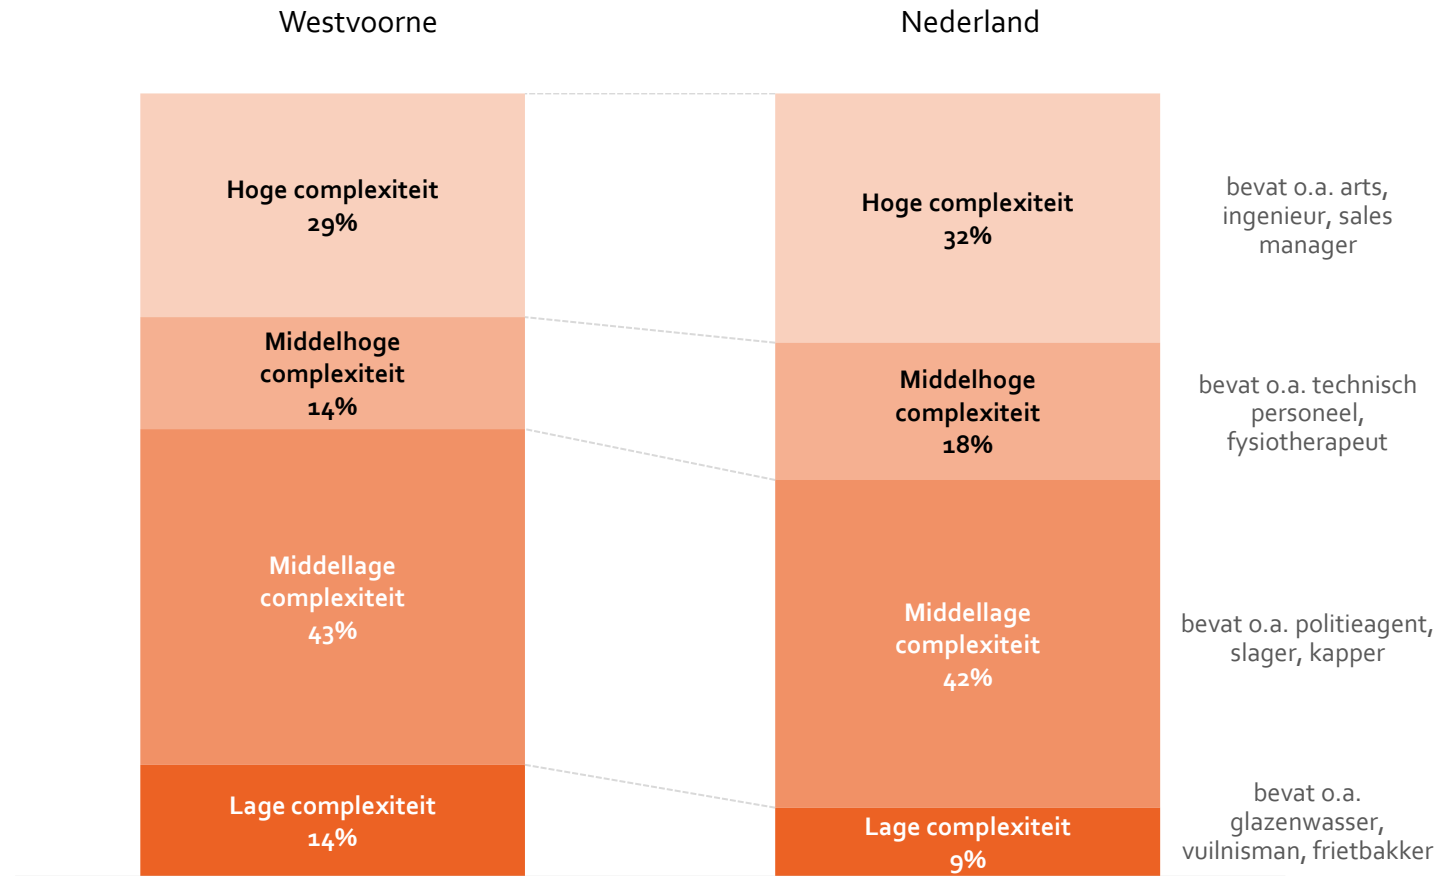 Westvoorne
Nederland
Hoge complexiteit
29%
Middelhoge
complexiteit
14%
Middellage
complexiteit
43%
Lage complexiteit
14%
Hoge complexiteit
32%
Middelhoge
complexiteit
18%
Middellage
complexiteit
42%
Lage complexiteit
9%
bevat o.a. arts,
ingenieur, sales
manager
bevat o.a. technisch
personeel,
fysiotherapeut
bevat o.a. politieagent,
slager, kapper
bevat o.a.
glazenwasser,
vuilnisman, frietbakker